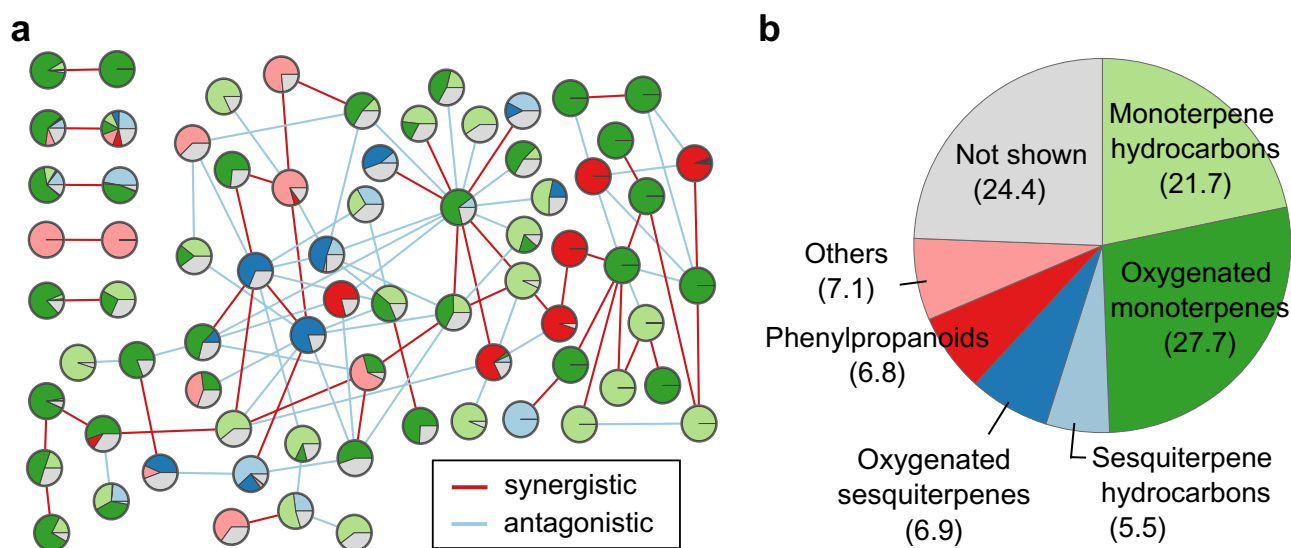 a
synergistic
antagonistic
b
Monoterpene
hydrocarbons
(21.7)
Oxygenated
monoterpenes
(27.7)
Sesquiterpene
hydrocarbons
(5.5)
Oxygenated
sesquiterpenes
(6.9)
Phenylpropanoids
(6.8)
Others
(7.1)
Not shown
(24.4)